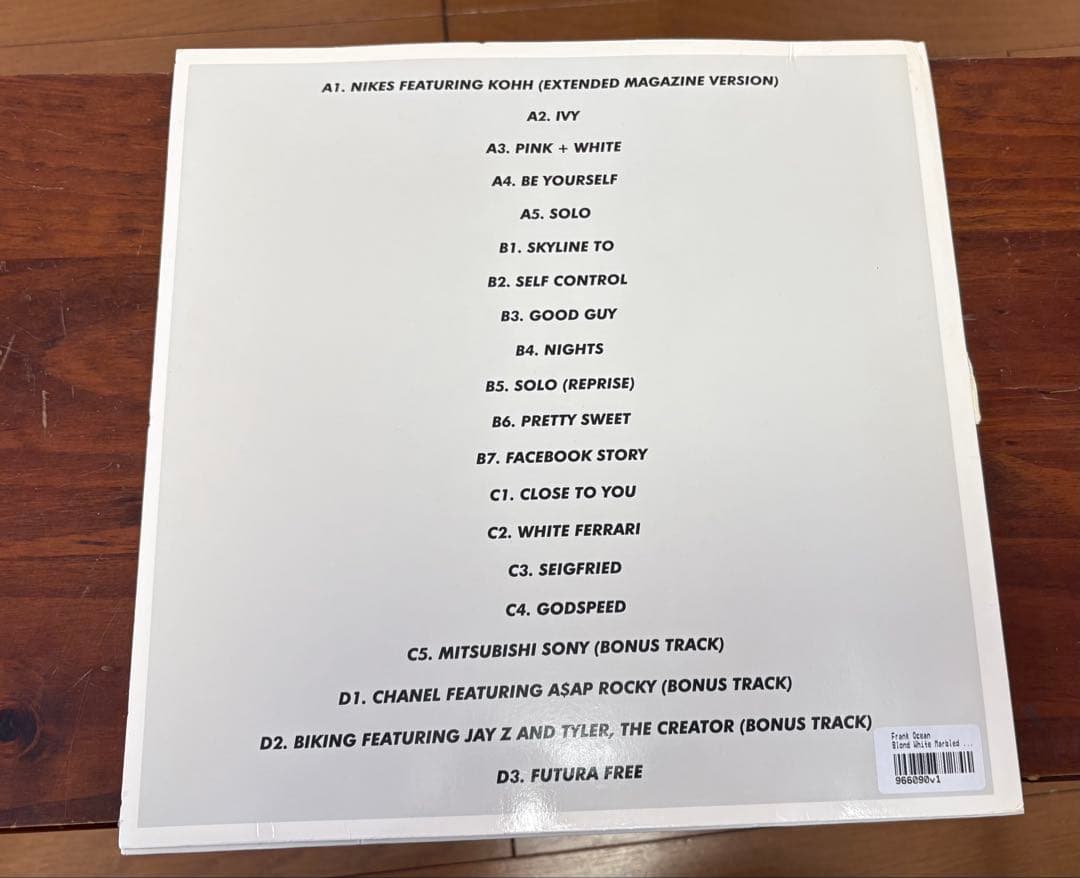 A1. NIKES FEATURING KOHH (EXTENDED MAGAZINE VERSION)
A2. IVY
A3. PINK + WHITE
A4. BE YOURSELF
A5. SOLO
B1. SKYLINE TO
B2. SELF CONTROL
B3. GOOD GUY
B4. NIGHTS
B5. SOLO (REPRISE)
B6. PRETTY SWEET
B7. FACEBOOK STORY
C1. CLOSE TO YOU
C2. WHITE FERRARI
C3. SEIGFRIED
C4. GODSPEED
C5. MITSUBISHI SONY (BONUS TRACK)
D1. CHANEL FEATURING A$AP ROCKY (BONUS TRACK)
D2. BIKING FEATURING JAY Z AND TYLER, THE CREATOR (BONUS TRACK)
D3. FUTURA FREE
Frank Ocean
Blond White Marbled ...
966090v1